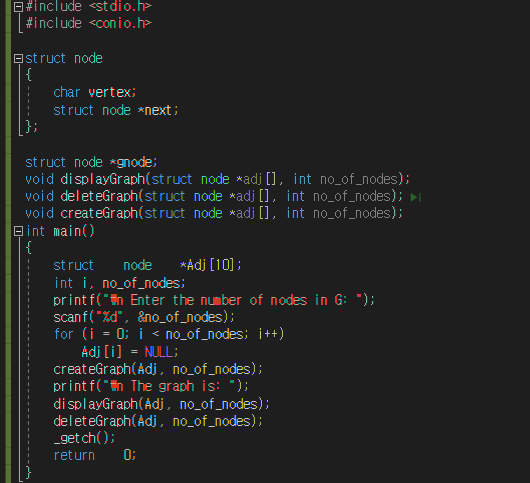 #include <stdio.h>
#include <conio.h>
struct node
{
char vertex;
struct node *next;
};
struct node *gnode;
void displayGraph(struct node *adj[], int no_of_nodes);
void deleteGraph(struct node *adj[], int no_of_nodes);
void createGraph(struct node *adj[], int no_of_nodes);
int main()
{
struct node *Adj[10];
int i, no_of_nodes;
printf("₩n Enter the number of nodes in G: ");
scanf("%d", &no_of_nodes);
for (i = 0; i < no_of_nodes; i++)
Adj[i] = NULL;
createGraph(Adj, no_of_nodes);
printf("₩n The graph is: ");
displayGraph(Adj, no_of_nodes);
deleteGraph(Adj, no_of_nodes);
_getch();
return 0;
}